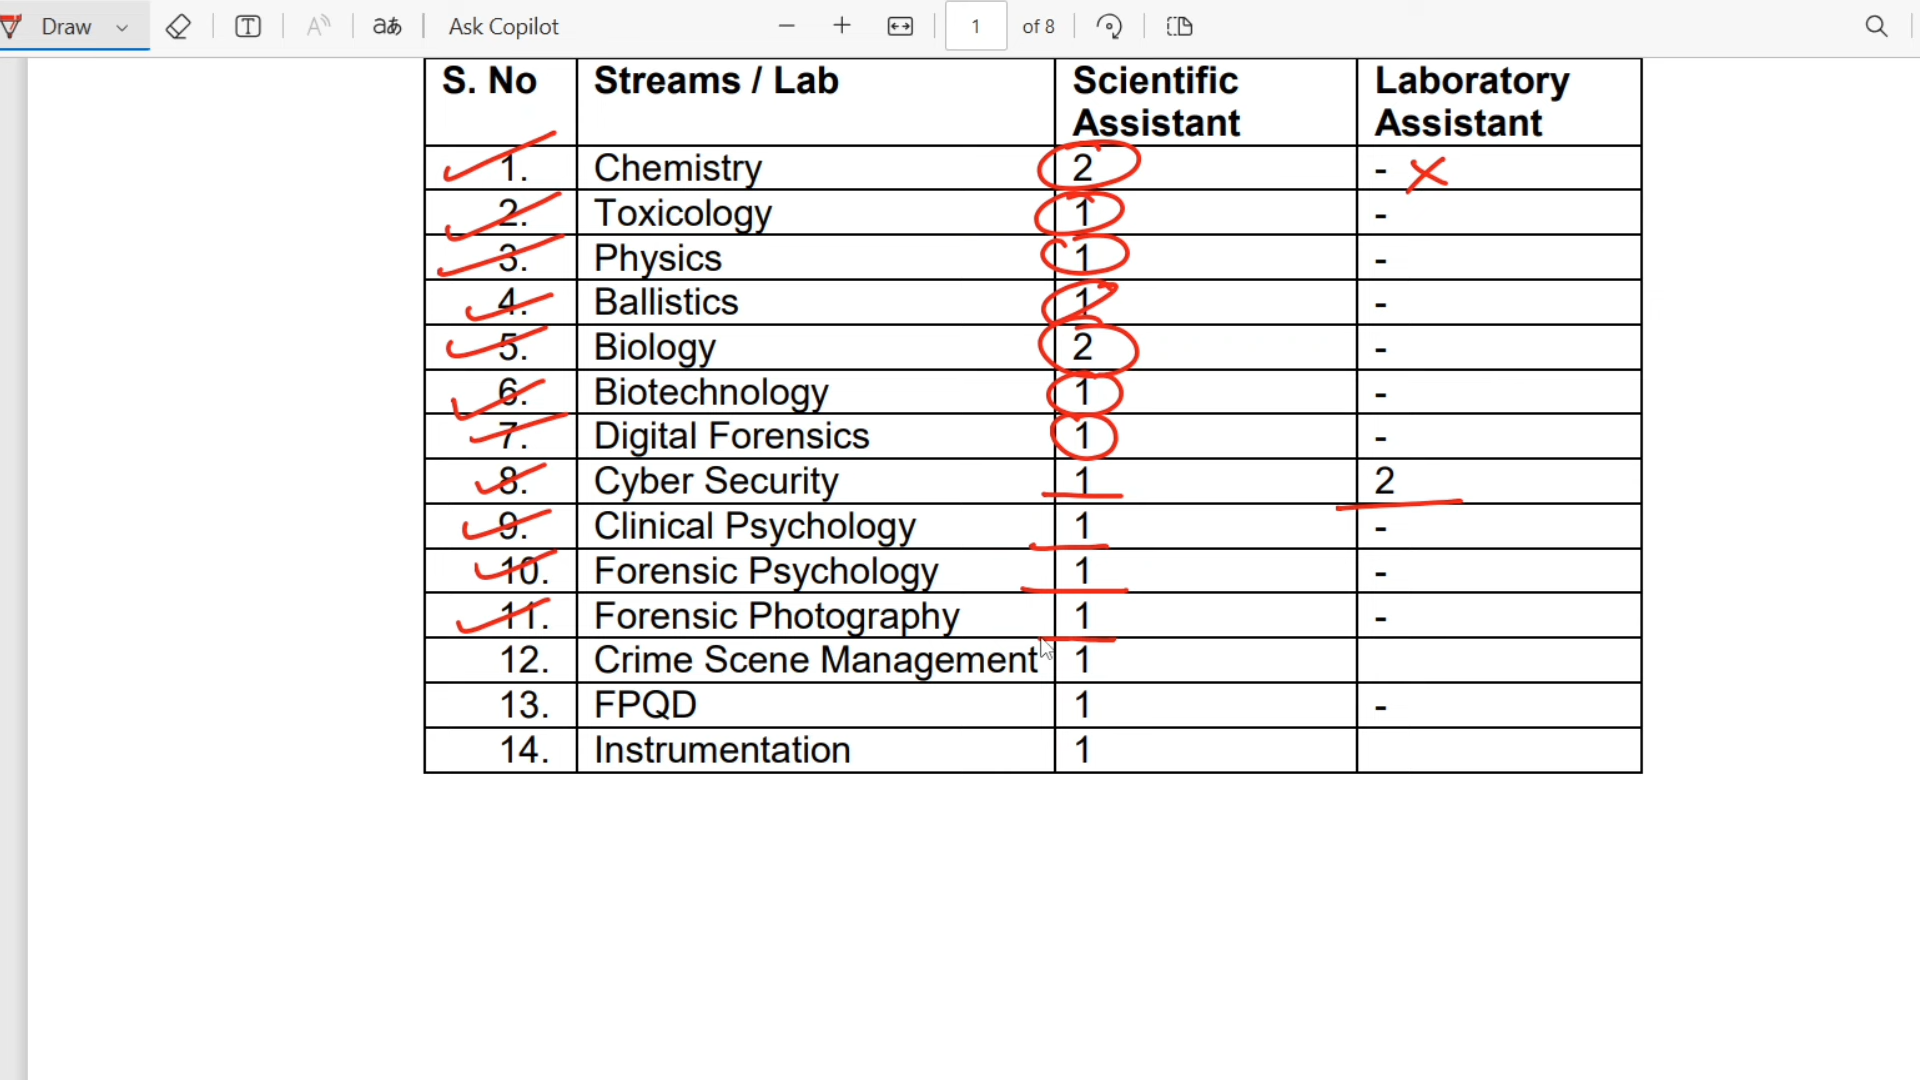 Draw aあ Ask Copilot 1 of 8
S. No Streams / Lab Scientific Assistant Laboratory Assistant
1. Chemistry 2 -
2. Toxicology 1 -
3. Physics 1 -
4. Ballistics 1 -
5. Biology 2 -
6. Biotechnology 1 -
7. Digital Forensics 1 -
8. Cyber Security 1 2
9. Clinical Psychology 1 -
10. Forensic Psychology 1 -
11. Forensic Photography 1 -
12. Crime Scene Management 1
13. FPQD 1 -
14. Instrumentation 1